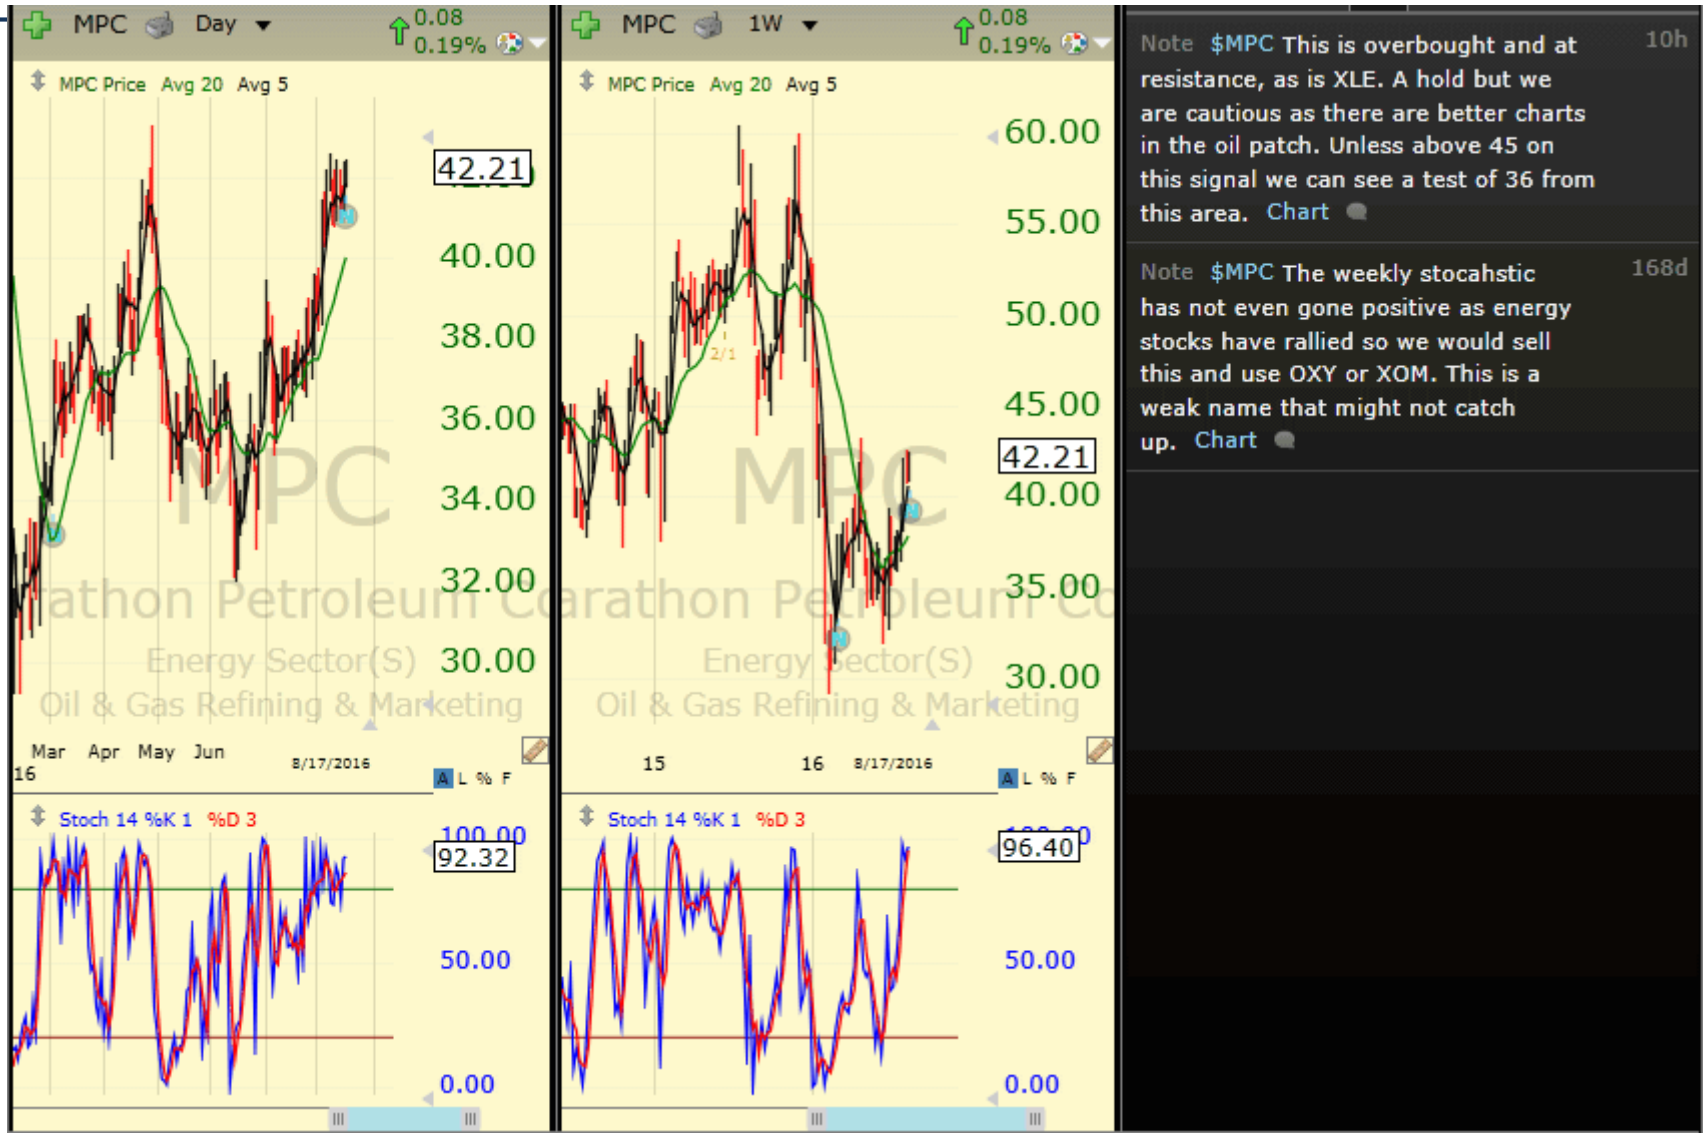 MPC Day 0.08
0.19%
MPC Price Avg 20 Avg 5
42.21
40.00
38.00
36.00
34.00
32.00
30.00
MPC
athon Petroleum Co
Energy Sector(S)
Oil & Gas Refining & Marketing
Mar Apr May Jun
16 8/17/2016
A L % F
Stoch 14 %K 1 %D 3
100.00
92.32
50.00
0.00
MPC 1W 0.08
0.19%
MPC Price Avg 20 Avg 5
60.00
55.00
50.00
2/1
45.00
42.21
40.00
35.00
30.00
MPC
arathon Petroleum Co
Energy Sector(S)
Oil & Gas Refining & Marketing
15 16 8/17/2016
A L % F
Stoch 14 %K 1 %D 3
96.40
50.00
0.00
Note $MPC This is overbought and at 10h
resistance, as is XLE. A hold but we
are cautious as there are better charts
in the oil patch. Unless above 45 on
this signal we can see a test of 36 from
this area. Chart
Note $MPC The weekly stocahstic 168d
has not even gone positive as energy
stocks have rallied so we would sell
this and use OXY or XOM. This is a
weak name that might not catch
up. Chart